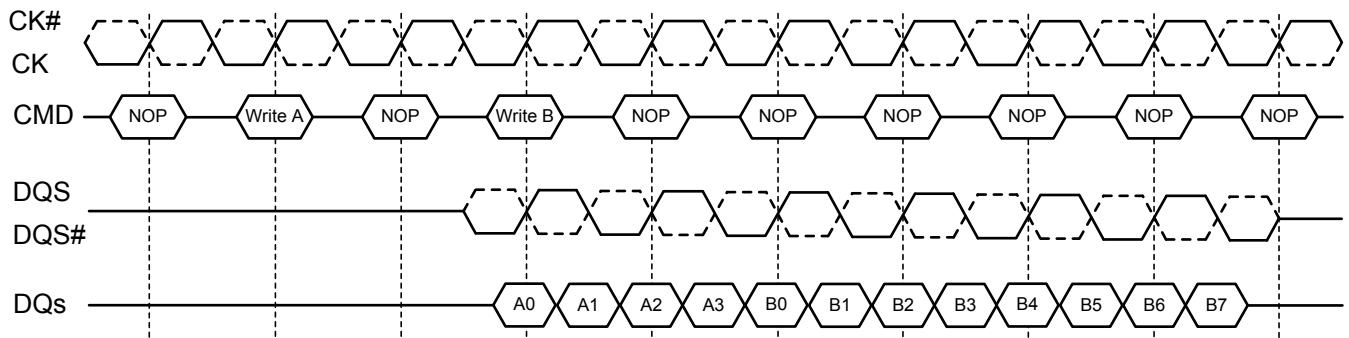 CK#
CK
CMD NOP Write A NOP Write B NOP NOP NOP NOP NOP NOP
DQS
DQS#
DQs A0 A1 A2 A3 B0 B1 B2 B3 B4 B5 B6 B7